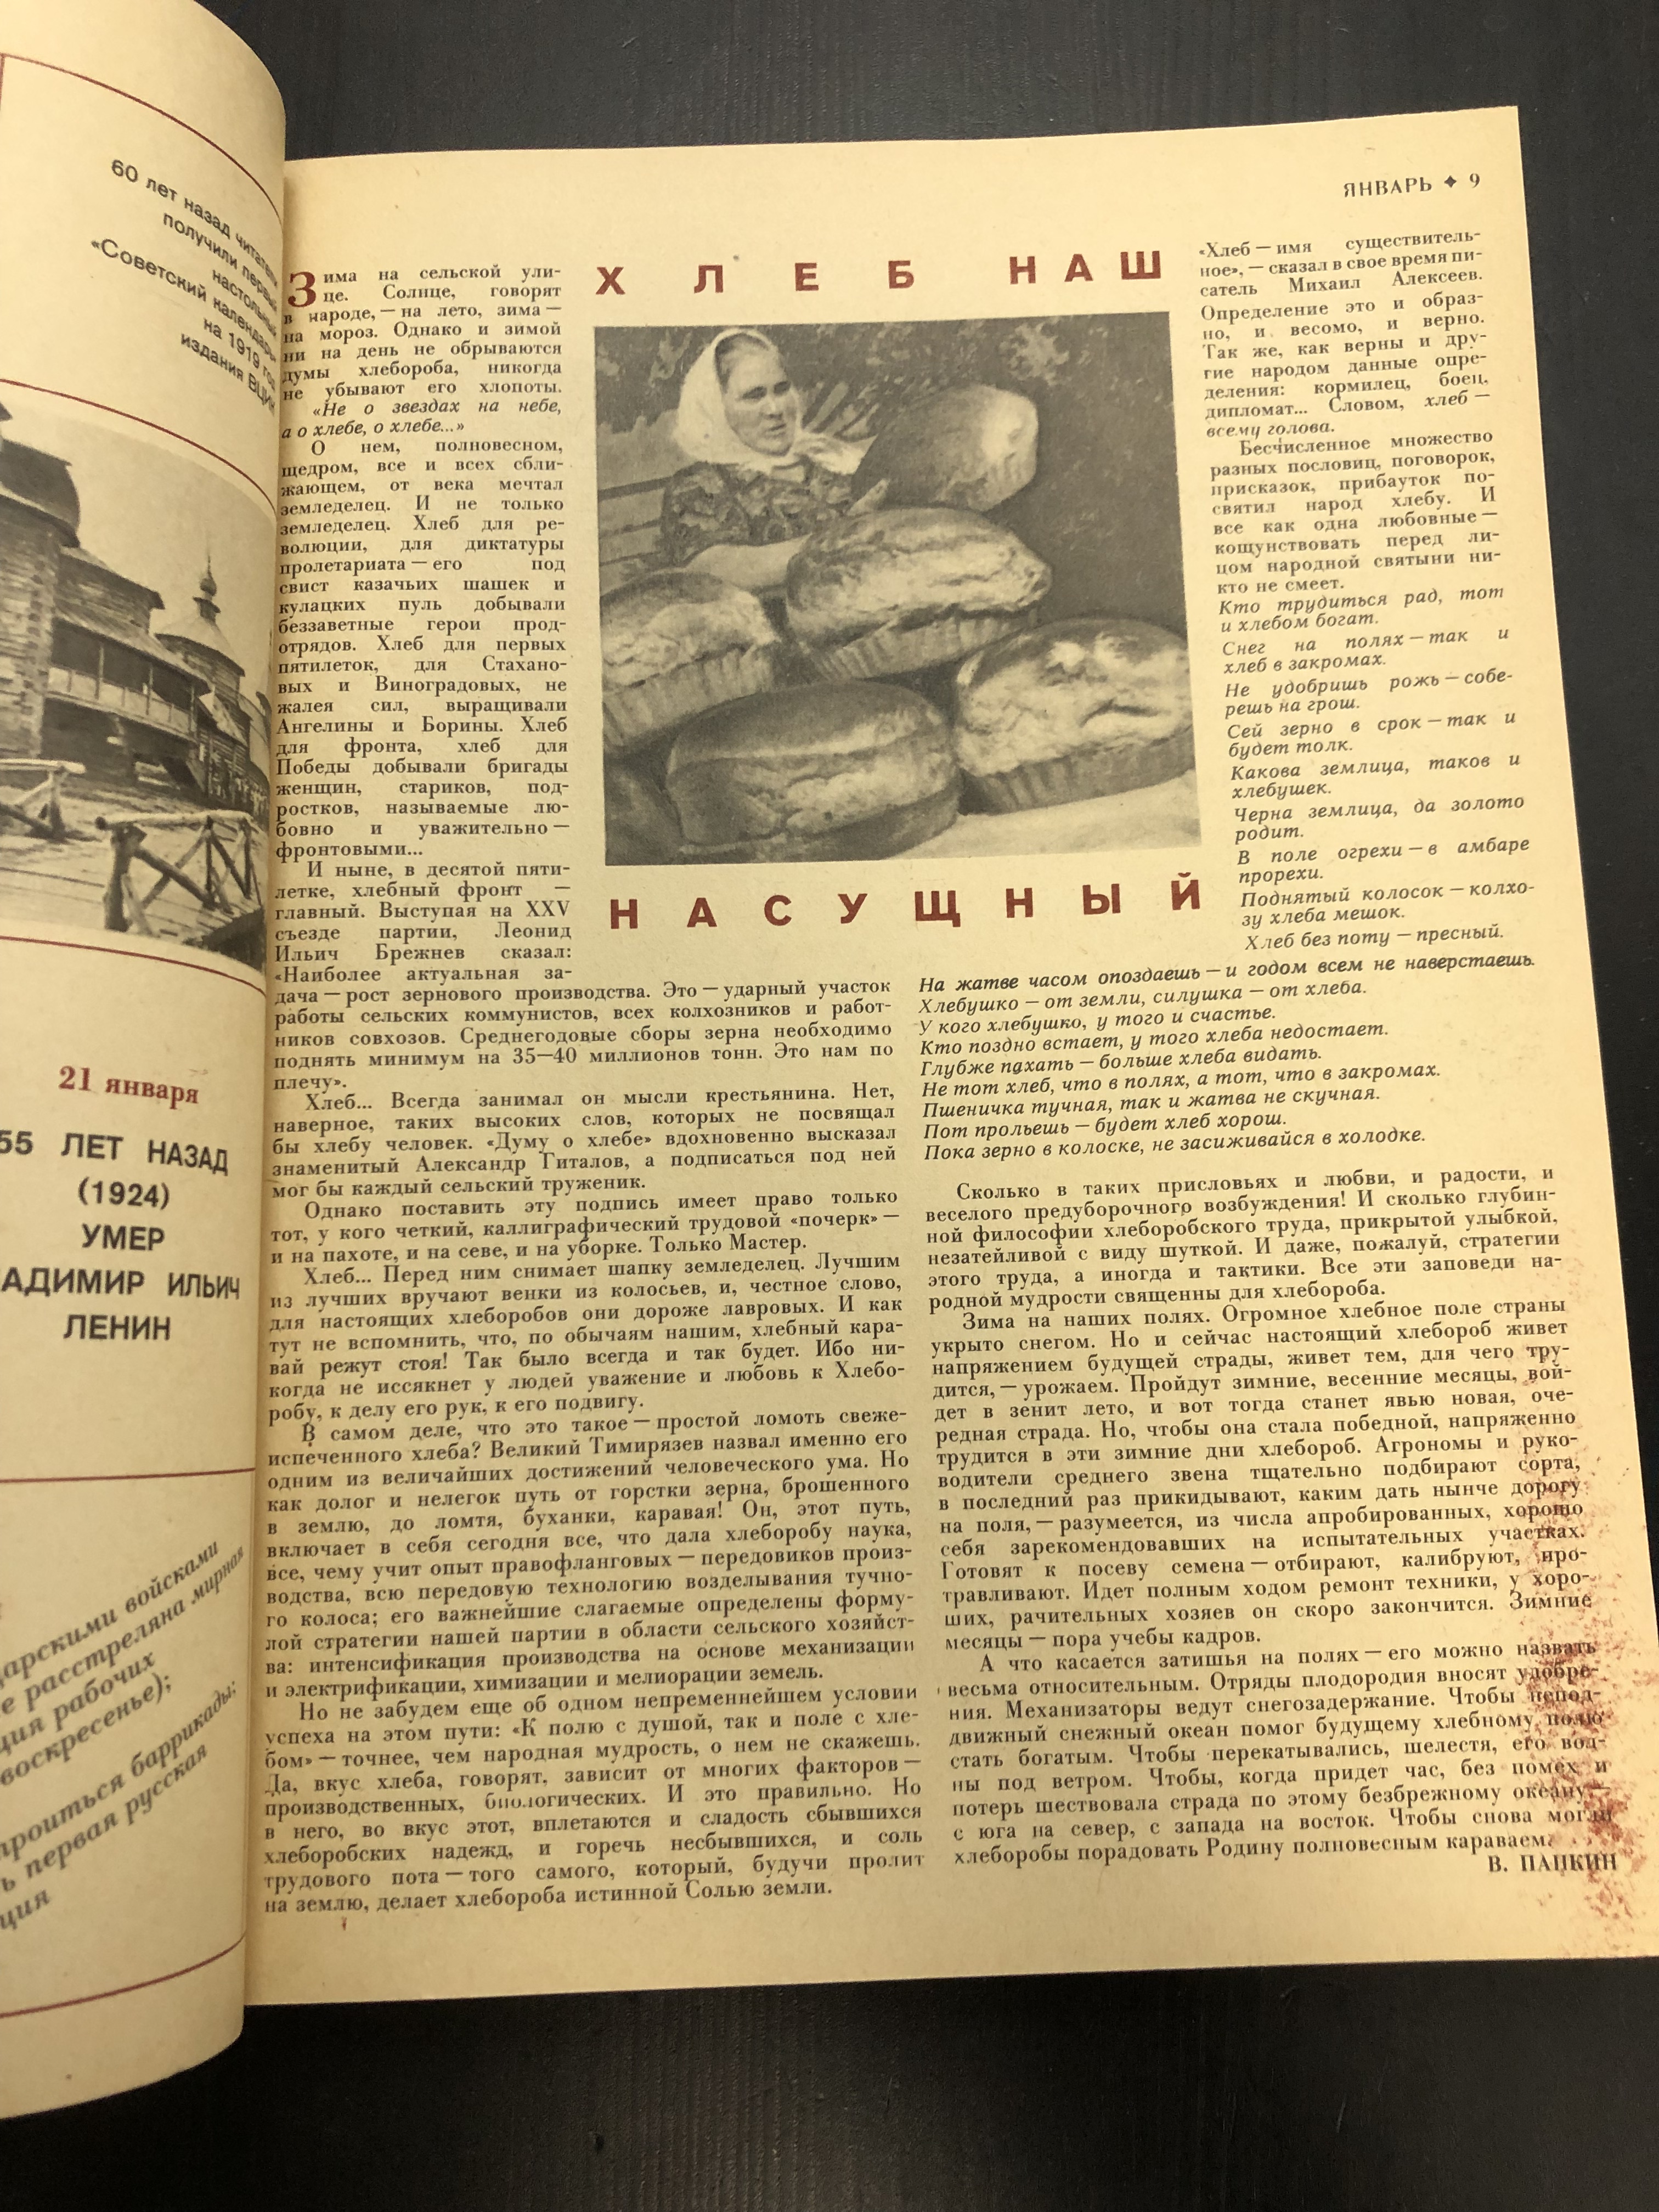 60 лет назад читатели
получили первый
настольный
«Советский календарь
на 1919 год
издания ВЦИК
21 января
55 ЛЕТ НАЗАД
(1924)
УМЕР
АДИМИР ИЛЬИЧ
ЛЕНИН
царскими войсками
расстреляна мирная
рабочих
воскресенье);
баррикады;
первая русская
ЯНВАРЬ ✦ 9
ХЛЕБ НАШ
НАСУЩНЫЙ
Зима на сельской ули-
це. Солнце, говорят
в народе, — на лето, зима —
на мороз. Однако и зимой
ни на день не обрываются
думы хлебороба, никогда
не убывают его хлопоты.
«Не о звездах на небе,
а о хлебе, о хлебе...»
О нем, полновесном,
щедром, все и всех сбли-
жающем, от века мечтал
земледелец. И не только
земледелец. Хлеб для ре-
волюции, для диктатуры
пролетариата — его под
свист казачьих шашек и
кулацких пуль добывали
беззаветные герои прод-
отрядов. Хлеб для первых
пятилеток, для Стахано-
вых и Виноградовых, не
жалея сил, выращивали
Ангелины и Борины. Хлеб
для фронта, хлеб для
Победы добывали бригады
женщин, стариков, под-
ростков, называемые лю-
бовно и уважительно —
фронтовыми...
И ныне, в десятой пяти-
летке, хлебный фронт —
главный. Выступая на XXV
съезде партии, Леонид
Ильич Брежнев сказал:
«Наиболее актуальная за-
дача — рост зернового производства. Это — ударный участок
работы сельских коммунистов, всех колхозников и работ-
ников совхозов. Среднегодовые сборы зерна необходимо
поднять минимум на 35—40 миллионов тонн. Это нам по
плечу».
Хлеб... Всегда занимал он мысли крестьянина. Нет,
наверное, таких высоких слов, которых не посвящал
бы хлебу человек. «Думу о хлебе» вдохновенно высказал
знаменитый Александр Гиталов, а подписаться под ней
мог бы каждый сельский труженик.
Однако поставить эту подпись имеет право только
тот, у кого четкий, каллиграфический трудовой «почерк» —
и на пахоте, и на севе, и на уборке. Только Мастер.
Хлеб... Перед ним снимает шапку земледелец. Лучшим
из лучших вручают венки из колосьев, и, честное слово,
для настоящих хлеборобов они дороже лавровых. И как
тут не вспомнить, что, по обычаям нашим, хлебный кара-
вай режут стоя! Так было всегда и так будет. Ибо ни-
когда не иссякнет у людей уважение и любовь к Хлебо-
робу, к делу его рук, к его подвигу.
В самом деле, что это такое — простой ломоть свеже-
испеченного хлеба? Великий Тимирязев назвал именно его
одним из величайших достижений человеческого ума. Но
как долог и нелегок путь от горстки зерна, брошенного
в землю, до ломтя, буханки, каравая! Он, этот путь,
включает в себя сегодня все, что дала хлеборобу наука,
все, чему учит опыт правофланговых — передовиков произ-
водства, всю передовую технологию возделывания тучно-
го колоса; его важнейшие слагаемые определены форму-
лой стратегии нашей партии в области сельского хозяйст-
ва: интенсификация производства на основе механизации
и электрификации, химизации и мелиорации земель.
Но не забудем еще об одном непременнейшем условии
успеха на этом пути: «К полю с душой, так и поле с хле-
бом» — точнее, чем народная мудрость, о нем не скажешь.
Да, вкус хлеба, говорят, зависит от многих факторов —
производственных, биологических. И это правильно. Но
в него, во вкус этот, вплетаются и сладость сбывшихся
хлеборобских надежд, и горечь несбывшихся, и соль
трудового пота — того самого, который, будучи пролит
на землю, делает хлебороба истинной Солью земли.
«Хлеб — имя существитель-
ное», — сказал в свое время пи-
сатель Михаил Алексеев.
Определение это и образ-
но, и весомо, и верно.
Так же, как верны и дру-
гие народом данные опре-
деления: кормилец, боец,
дипломат... Словом, хлеб —
всему голова.
Бесчисленное множество
разных пословиц, поговорок,
присказок, прибауток по-
святил народ хлебу. И
все как одна любовные —
кощунствовать перед ли-
цом народной святыни ни-
кто не смеет.
Кто трудиться рад, тот
и хлебом богат.
Снег на полях — так и
хлеб в закромах.
Не удобришь рожь — собе-
решь на грош.
Сей зерно в срок — так и
будет толк.
Какова землица, таков и
хлебушек.
Черна землица, да золото
родит.
В поле огрехи — в амбаре
прорехи.
Поднятый колосок — колхо-
зу хлеба мешок.
Хлеб без поту — пресный.
На жатве часом опоздаешь — и годом всем не наверстаешь.
Хлебушко — от земли, силушка — от хлеба.
У кого хлебушко, у того и счастье.
Кто поздно встает, у того хлеба недостает.
Глубже пахать — больше хлеба видать.
Не тот хлеб, что в полях, а тот, что в закромах.
Пшеничка тучная, так и жатва не скучная.
Пот прольешь — будет хлеб хорош.
Пока зерно в колоске, не засиживайся в холодке.
Сколько в таких присловьях и любви, и радости, и
веселого предуборочного возбуждения! И сколько глубин-
ной философии хлеборобского труда, прикрытой улыбкой,
незатейливой с виду шуткой. И даже, пожалуй, стратегии
этого труда, а иногда и тактики. Все эти заповеди на-
родной мудрости священны для хлебороба.
Зима на наших полях. Огромное хлебное поле страны
укрыто снегом. Но и сейчас настоящий хлебороб живет
напряжением будущей страды, живет тем, для чего тру-
дится, — урожаем. Пройдут зимние, весенние месяцы, вой-
дет в зенит лето, и вот тогда станет явью новая, оче-
редная страда. Но, чтобы она стала победной, напряженно
трудится в эти зимние дни хлебороб. Агрономы и руко-
водители среднего звена тщательно подбирают сорта,
в последний раз прикидывают, каким дать нынче дорогу
на поля, — разумеется, из числа апробированных, хорошо
себя зарекомендовавших на испытательных участках.
Готовят к посеву семена — отбирают, калибруют, про-
травливают. Идет полным ходом ремонт техники, у хоро-
ших, рачительных хозяев он скоро закончится. Зимние
месяцы — пора учебы кадров.
А что касается затишья на полях — его можно назвать
весьма относительным. Отряды плодородия вносят удобре-
ния. Механизаторы ведут снегозадержание. Чтобы непод-
движный снежный океан помог будущему хлебному полю
стать богатым. Чтобы перекатывались, шелестя, его вол-
ны под ветром. Чтобы, когда придет час, без помех и
потерь шествовала страда по этому безбрежному океану —
с юга на север, с запада на восток. Чтобы снова могли
хлеборобы порадовать Родину полновесным караваем.
В. ПАЦКИН